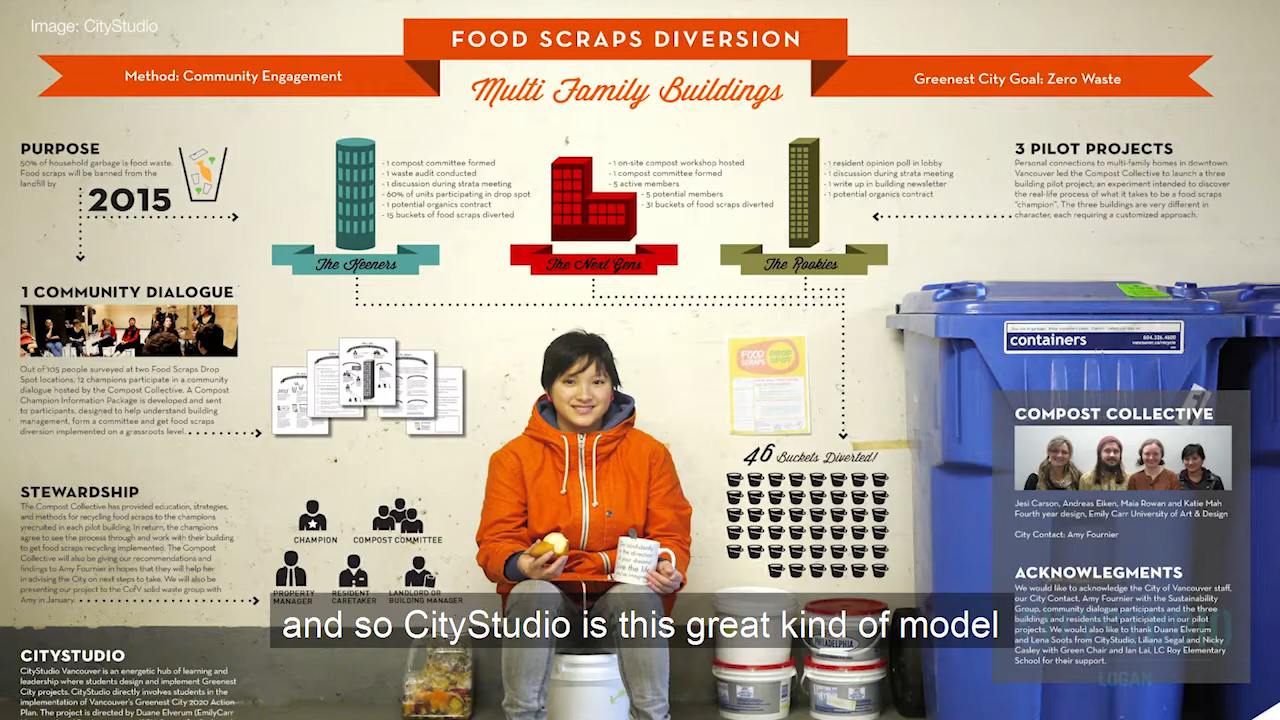 Image: CityStudio
FOOD SCRAPS DIVERSION
Method: Community Engagement
Multi Family Buildings
Greenest City Goal: Zero Waste
PURPOSE
50% of household garbage is food waste.
Food scraps will be banned from the
landfill by
2015
- 1 compost committee formed
- 1 waste audit conducted
- 1 discussion during strata meeting
- 60% of units participating in drop spot
- 1 potential organics contract
- 15 buckets of food scraps diverted
The Keeners
- 1 on-site compost workshop hosted
- 1 compost committee formed
- 5 active members
- 5 potential members
- 31 buckets of food scraps diverted
The Next Gens
- 1 resident opinion poll in lobby
- 1 discussion during strata meeting
- 1 write up in building newsletter
- 1 potential organics contract
The Rookies
3 PILOT PROJECTS
Personal connections to multi-family homes in downtown
Vancouver led the Compost Collective to launch a three
building pilot project; an experiment intended to discover
the real-life process of what it takes to be a food scraps
"champion". The three buildings are very different in
character, each requiring a customized approach.
1 COMMUNITY DIALOGUE
Out of 105 people surveyed at two Food Scraps Drop
Spot locations; 12 champions participate in a community
dialogue hosted by the Compost Collective. A Compost
Champion Information Package is developed and sent
to participants, designed to help understand building
management, form a committee and get food scraps
diversion implemented on a grassroots level.
STEWARDSHIP
The Compost Collective has provided education, strategies,
and methods for recycling food scraps to the champions
yrecruited in each pilot building. In return, the champions
agree to see the process through and work with their building
to get food scraps recycling implemented. The Compost
Collective will also be giving our recommendations and
findings to Amy Fournier in hopes that they will help her
in advising the City on next steps to take. We will also be
presenting our project to the CofV solid waste group with
Amy in January.
CHAMPION
COMPOST COMMITTEE
PROPERTY
MANAGER
RESIDENT
CARETAKER
LANDLORD OR
BUILDING MANAGER
FOOD
SCRAPS
DROP
SPOT
46 Buckets Diverted!
containers
604.326.4600
COMPOST COLLECTIVE
Jesi Carson, Andreas Eiken, Maia Rowan and Katie Mah
Fourth year design, Emily Carr University of Art & Design
City Contact: Amy Fournier
ACKNOWLEGMENTS
We would like to acknowledge the City of Vancouver staff,
our City Contact, Amy Fournier with the Sustainability
Group, community dialogue participants and the three
buildings and residents that participated in our pilot
projects. We would also like to thank Duane Elverum
and Lena Soots from CityStudio, Liliana Segal and Nicky
Casley with Green Chair and Ian Lai, LC Roy Elementary
School for their support.
LOGAN
PHILADELPHIA
and so CityStudio is this great kind of model
CITYSTUDIO
CityStudio Vancouver is an energetic hub of learning and
leadership where students design and implement Greenest
City projects. CityStudio directly involves students in the
implementation of Vancouver's Greenest City 2020 Action
Plan. The project is directed by Duane Elverum (EmilyCarr